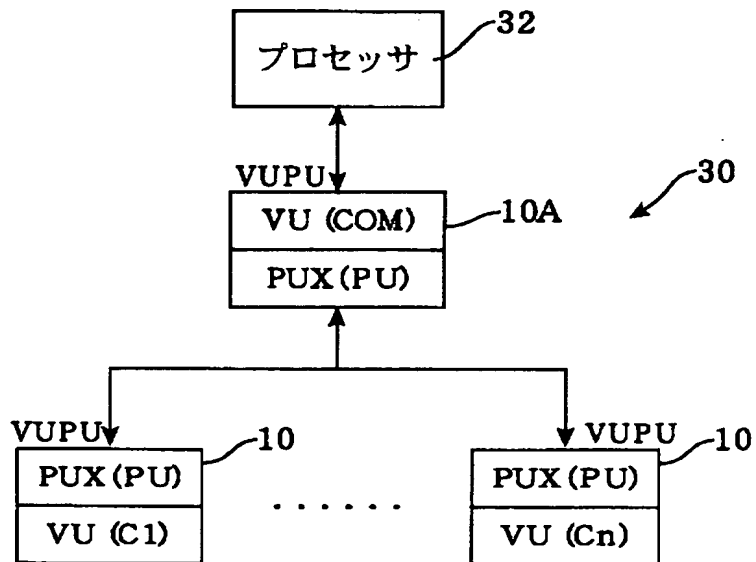 プロセッサ
32
VUPU
VU (COM)
10A
30
PUX(PU)
VUPU
10
VUPU
10
PUX(PU)
PUX(PU)
......
VU (C1)
VU (Cn)